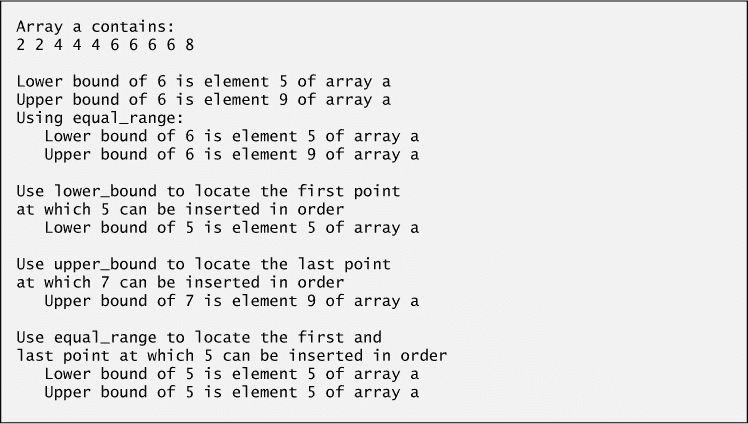 Array a contains:
2 2 4 4 4 6 6 6 6 8
Lower bound of 6 is element 5 of array a
Upper bound of 6 is element 9 of array a
Using equal_range:
Lower bound of 6 is element 5 of array a
Upper bound of 6 is element 9 of array a
Use lower_bound to locate the first point
at which 5 can be inserted in order
Lower bound of 5 is element 5 of array a
Use upper_bound to locate the last point
at which 7 can be inserted in order
Upper bound of 7 is element 9 of array a
Use equal_range to locate the first and
last point at which 5 can be inserted in order
Lower bound of 5 is element 5 of array a
Upper bound of 5 is element 5 of array a